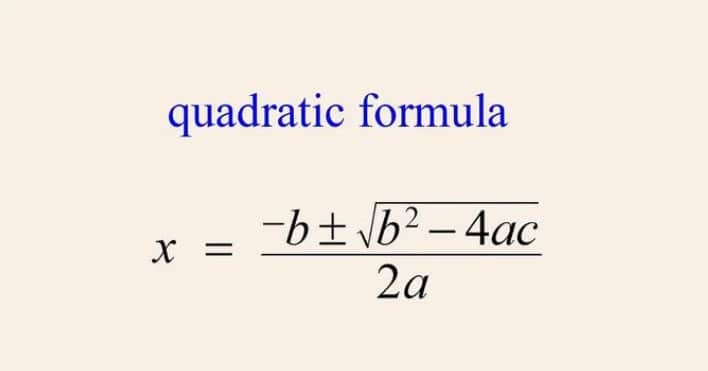 quadratic formula
x = ⁻b ± √(b² – 4ac) / 2a